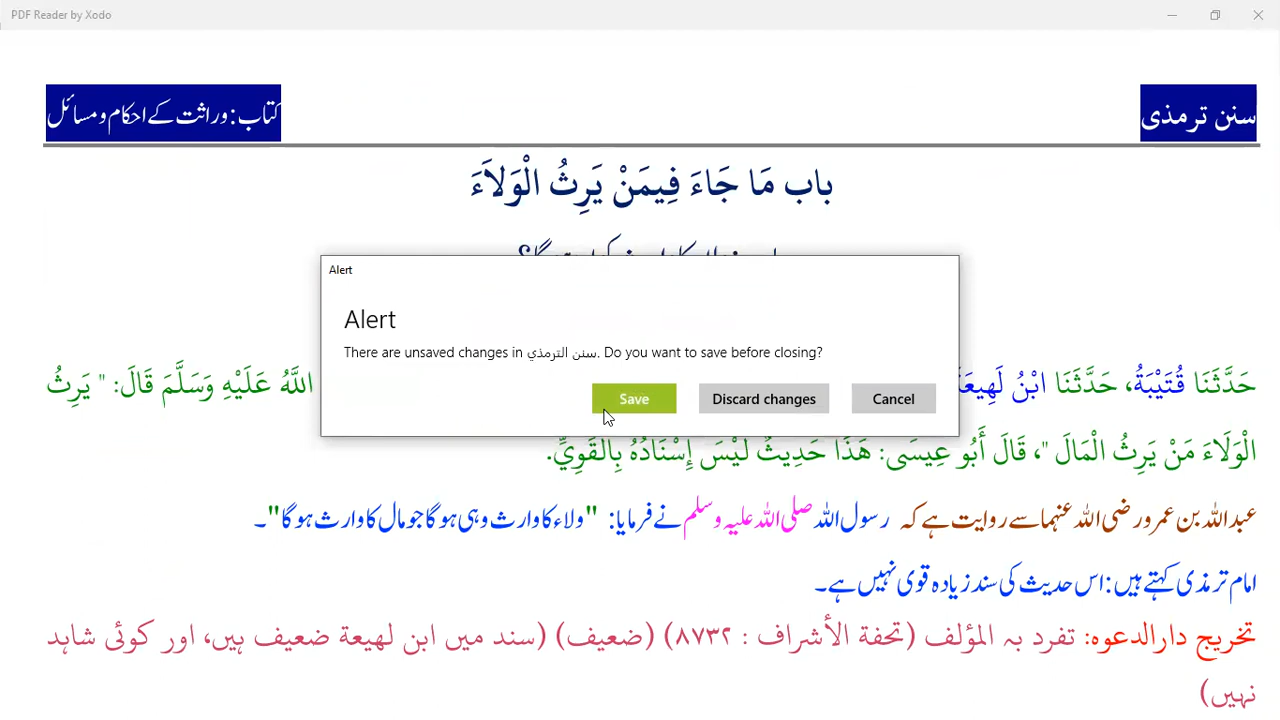 PDF Reader by Xodo
سنن ترمذی
کتاب: وراثت کے احکام و مسائل
باب مَا جَاءَ فِيمَنْ يَرِثُ الْوَلاَءَ
Alert
Alert
There are unsaved changes in سنن الترمذي. Do you want to save before closing?
Save Discard changes Cancel
حَدَّثَنَا قُتَيْبَةُ، حَدَّثَنَا ابْنُ لَهِيعَةَ اللَّهُ عَلَيْهِ وَسَلَّمَ قَالَ: " يَرِثُ
الْوَلَاءَ مَنْ يَرِثُ الْمَالَ "، قَالَ أَبُو عِيسَى: هَذَا حَدِيثٌ لَيْسَ إِسْنَادُهُ بِالْقَوِيِّ.
عبداللہ بن عمرو رضی اللہ عنہما سے روایت ہے کہ رسول اللہ صلی اللہ علیہ وسلم نے فرمایا: "ولاء کا وارث وہی ہو گا جو مال کا وارث ہو گا"۔
امام ترمذی کہتے ہیں: اس حدیث کی سند زیادہ قوی نہیں ہے۔
تخریج دارالدعوہ: تفرد بہ المؤلف (تحفة الأشراف : ۸۷۳۲) (ضعیف) (سند میں ابن لھیعة ضعیف ہیں، اور کوئی شاہد
نہیں)